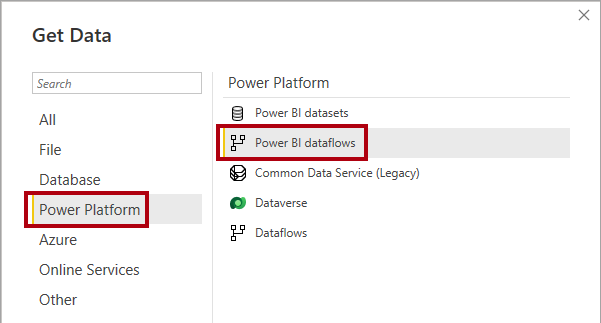 Get Data
Search
All
File
Database
Power Platform
Azure
Online Services
Other
Power Platform
Power BI datasets
Power BI dataflows
Common Data Service (Legacy)
Dataverse
Dataflows